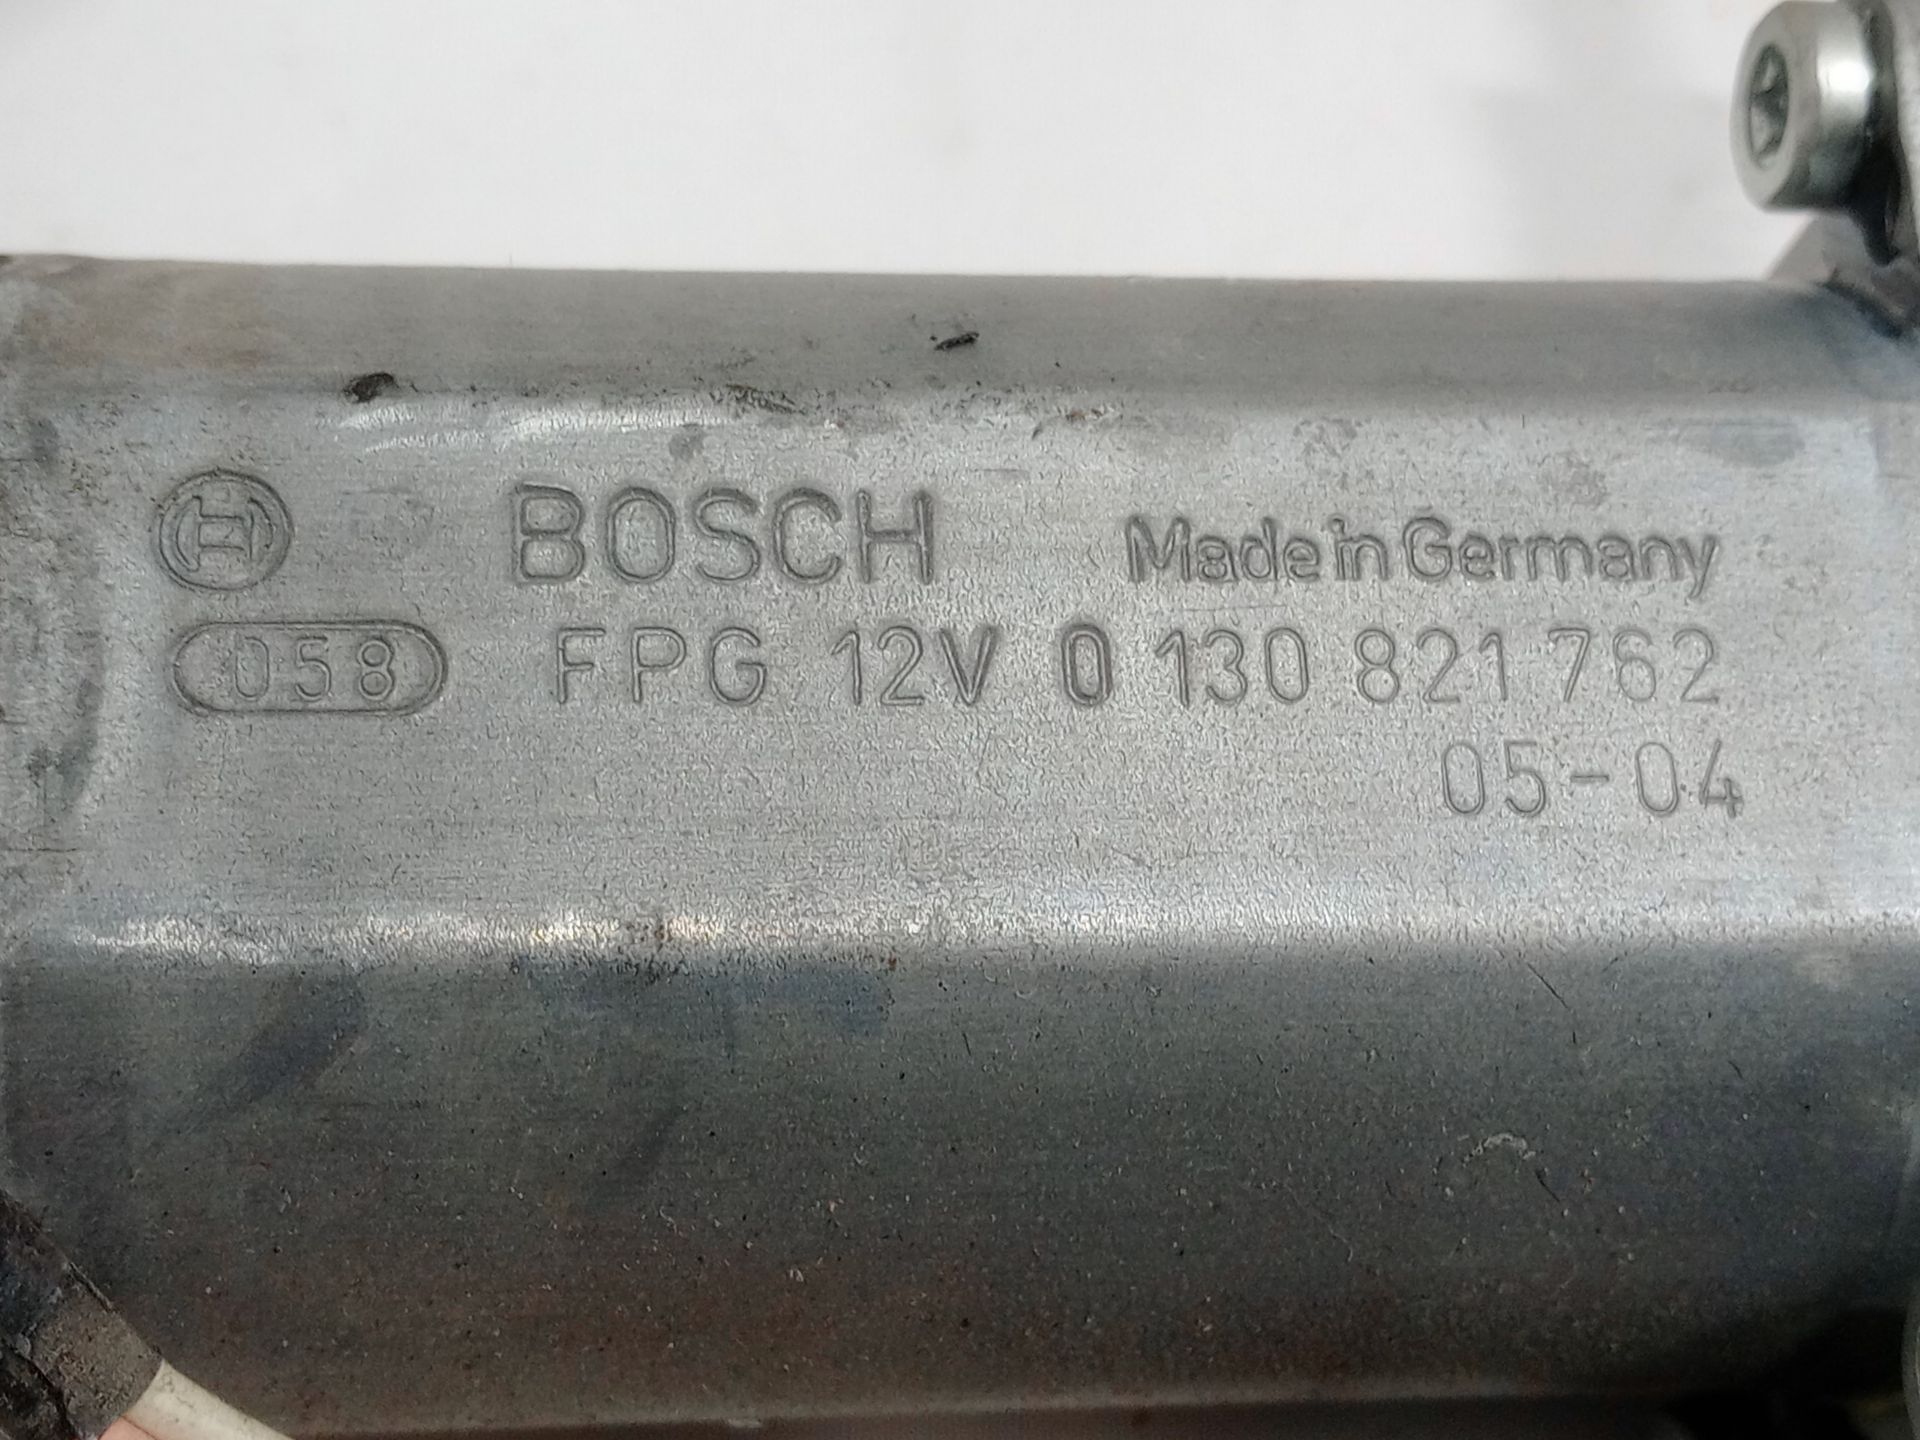 BOSCH Made in Germany
058 FPG 12V 0 130 821 762
05-04